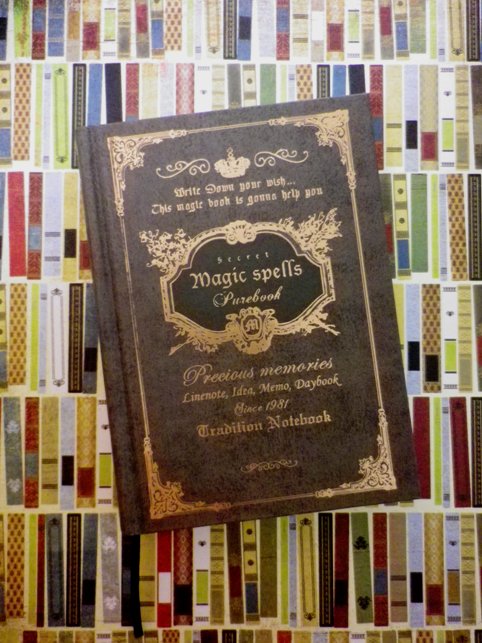 Write Down your wish...
This magic book is gonna help you
Secret
Magic spells
Purebook
M
Precious memories
Linenote, Idea, Memo, Daybook
Since 1981
Tradition Notebook